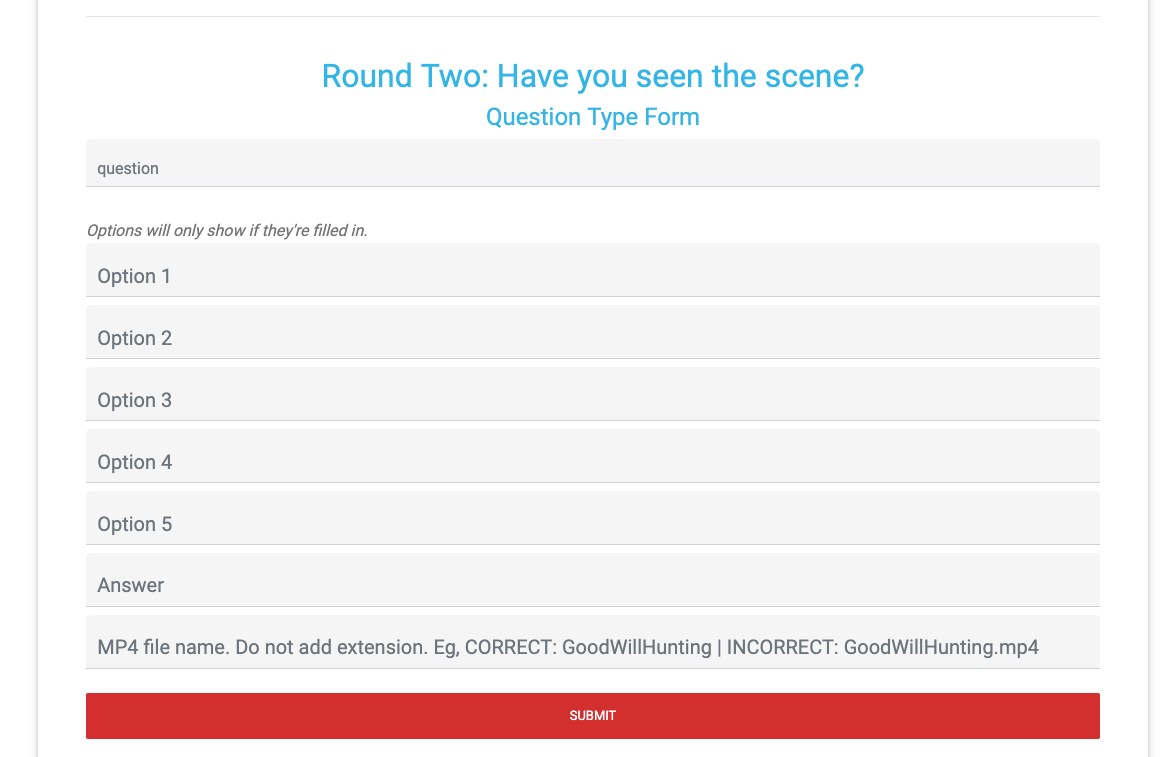 Round Two: Have you seen the scene?
Question Type Form
question
Options will only show if they're filled in.
Option 1
Option 2
Option 3
Option 4
Option 5
Answer
MP4 file name. Do not add extension. Eg, CORRECT: GoodWillHunting | INCORRECT: GoodWillHunting.mp4
SUBMIT